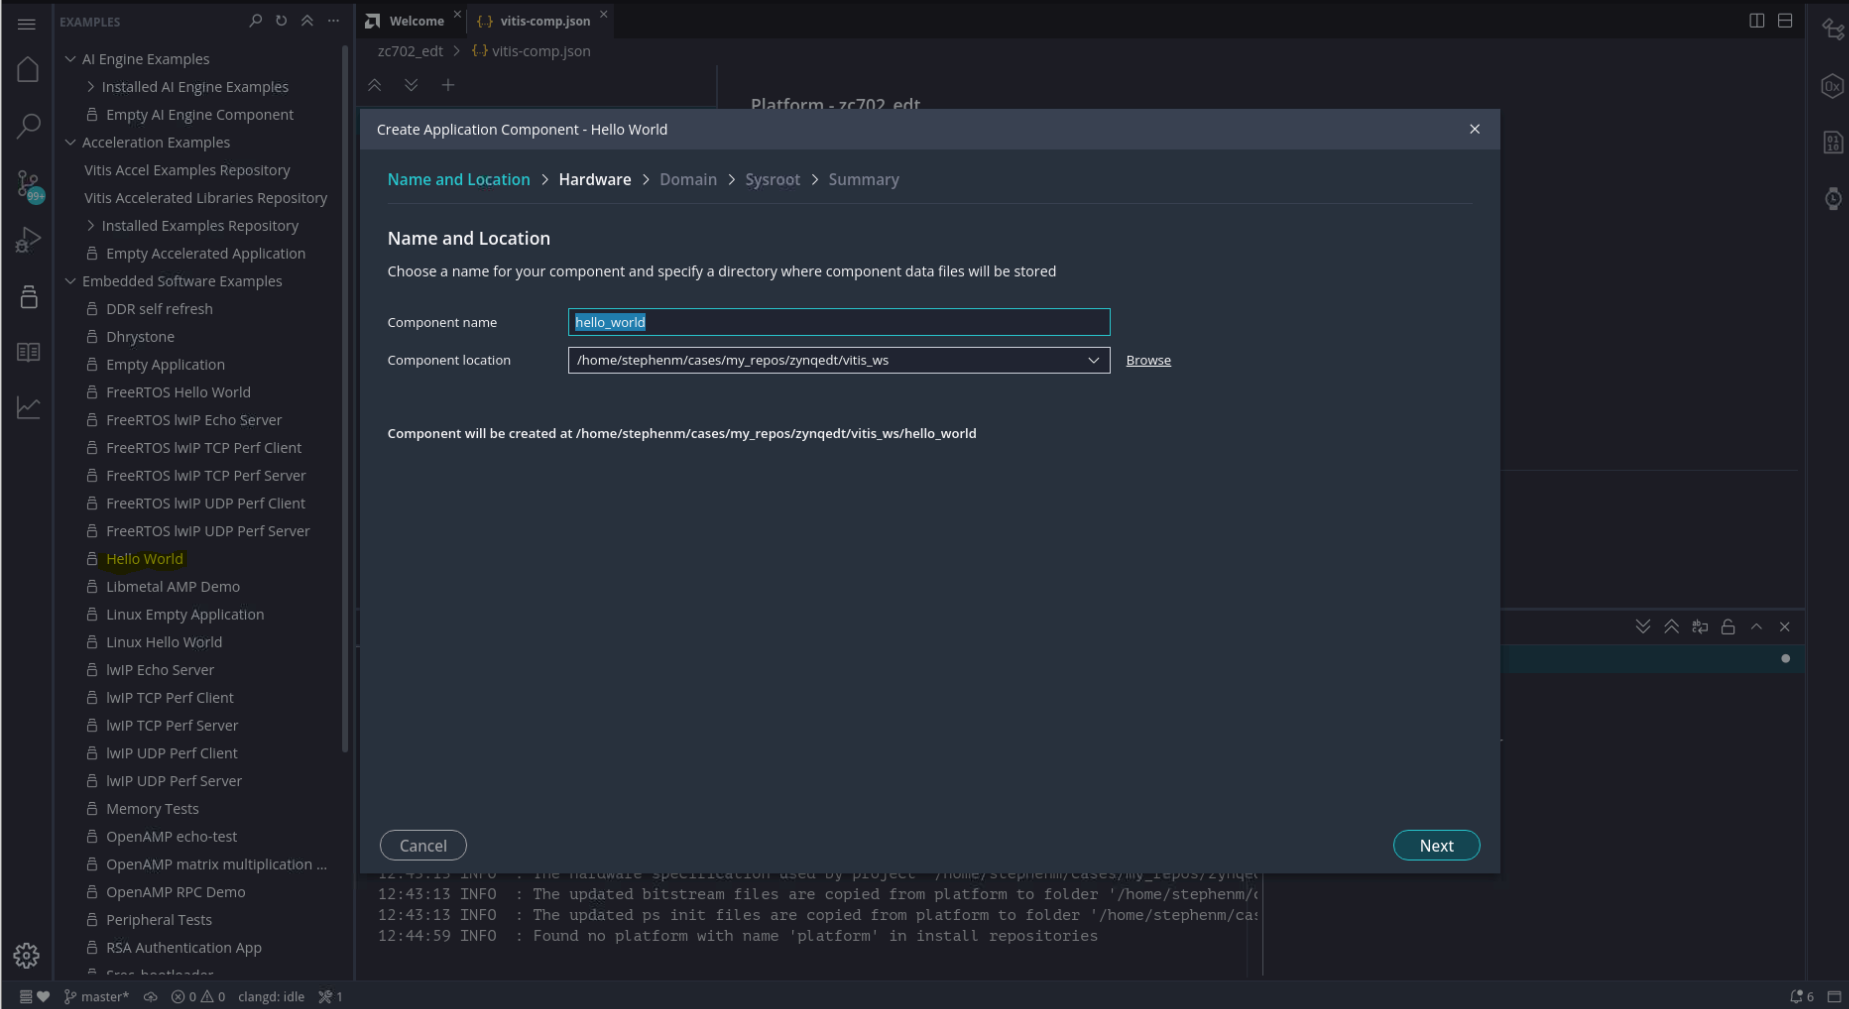 EXAMPLES
AI Engine Examples
Installed AI Engine Examples
Empty AI Engine Component
Acceleration Examples
Vitis Accel Examples Repository
Vitis Accelerated Libraries Repository
Installed Examples Repository
Empty Accelerated Application
Embedded Software Examples
DDR self refresh
Dhrystone
Empty Application
FreeRTOS Hello World
FreeRTOS lwIP Echo Server
FreeRTOS lwIP TCP Perf Client
FreeRTOS lwIP TCP Perf Server
FreeRTOS lwIP UDP Perf Client
FreeRTOS lwIP UDP Perf Server
Hello World
Libmetal AMP Demo
Linux Empty Application
Linux Hello World
lwIP Echo Server
lwIP TCP Perf Client
lwIP TCP Perf Server
lwIP UDP Perf Client
lwIP UDP Perf Server
Memory Tests
OpenAMP echo-test
OpenAMP matrix multiplication ...
OpenAMP RPC Demo
Peripheral Tests
RSA Authentication App
99+
Welcome
vitis-comp.json
zc702_edt > {..} vitis-comp.json
Platform - zc702_edt
Create Application Component - Hello World
Name and Location > Hardware > Domain > Sysroot > Summary
Name and Location
Choose a name for your component and specify a directory where component data files will be stored
Component name
hello_world
Component location
/home/stephenm/cases/my_repos/zynqedt/vitis_ws
Browse
Component will be created at /home/stephenm/cases/my_repos/zynqedt/vitis_ws/hello_world
Cancel
Next
12:43:13 INFO : The hardware specification used by project '/home/stephenm/cases/my_repos/zynqed
12:43:13 INFO : The updated bitstream files are copied from platform to folder '/home/stephenm/c
12:43:13 INFO : The updated ps init files are copied from platform to folder '/home/stephenm/cas
12:44:59 INFO : Found no platform with name 'platform' in install repositories
0x
01
10
master*
0
0
clangd: idle
1
6